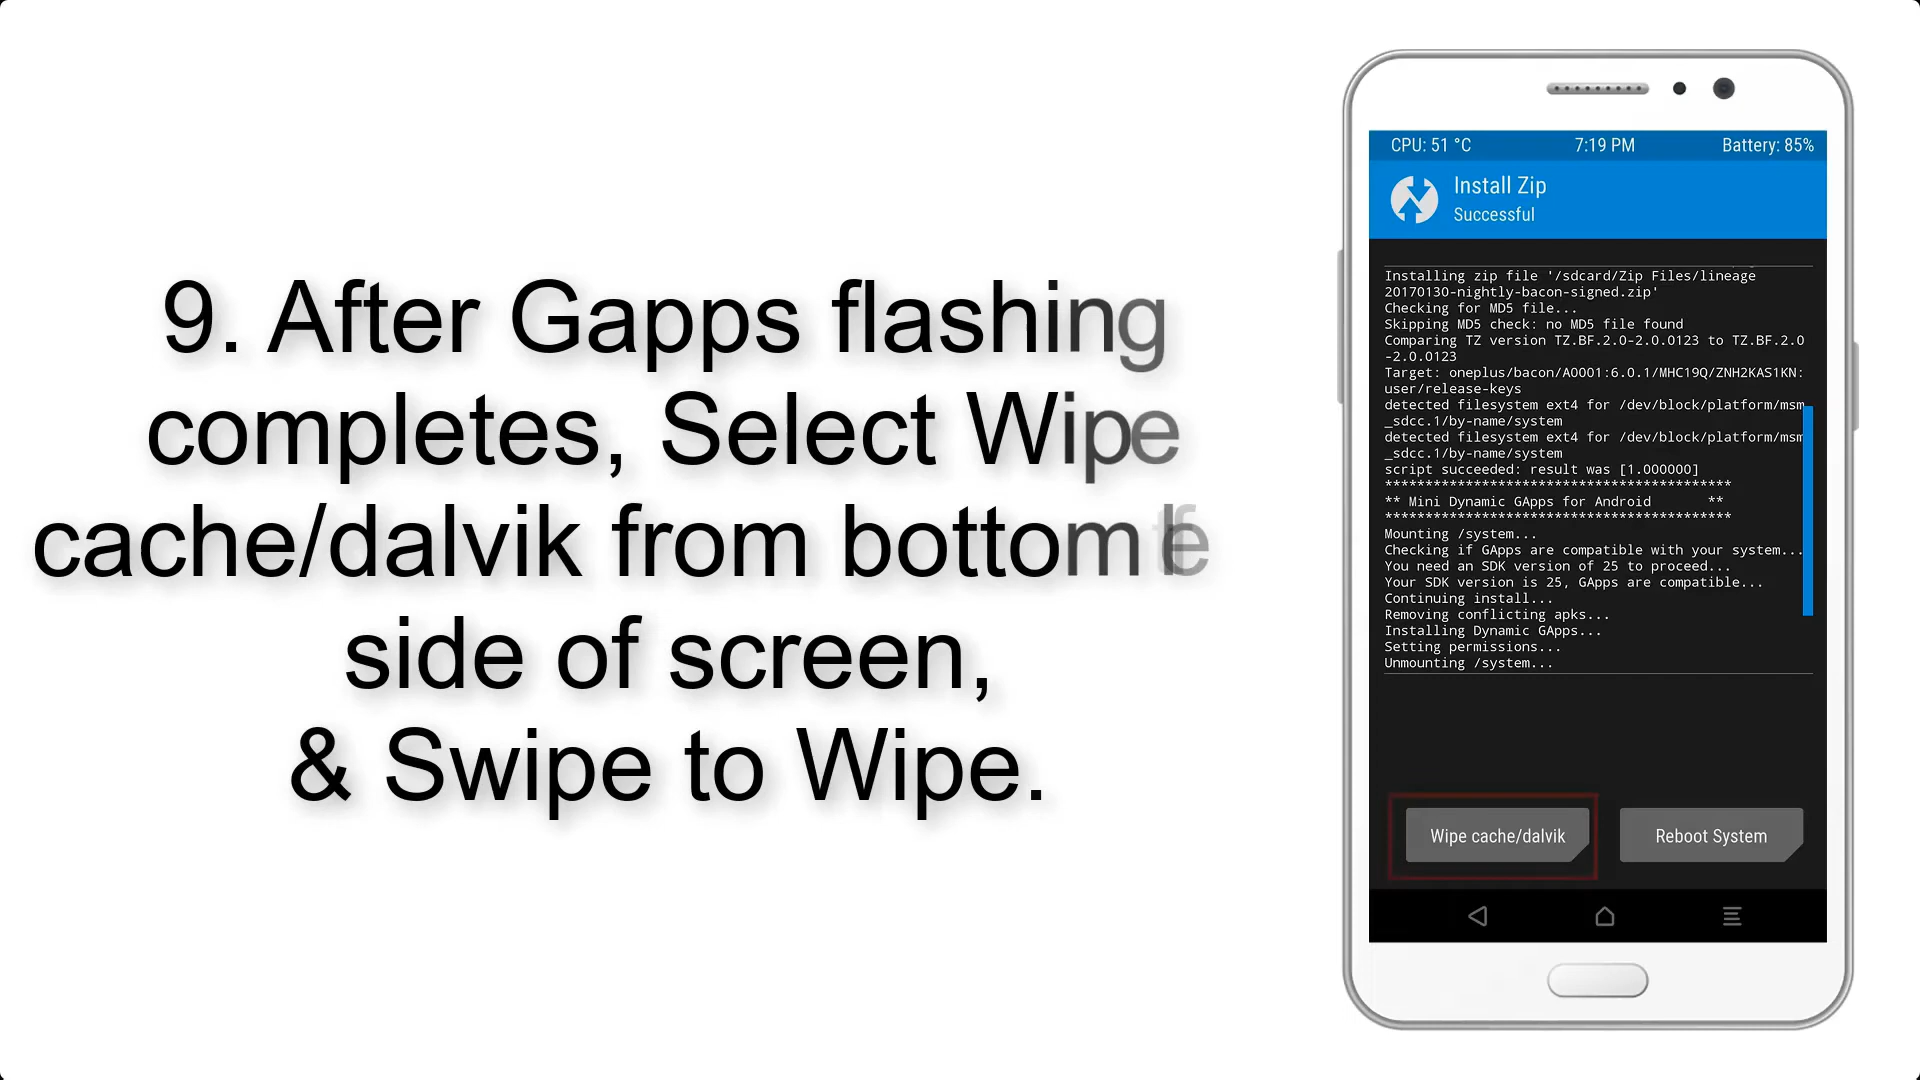 9. After Gapps flashing
completes, Select Wipe
cache/dalvik from bottom
side of screen,
& Swipe to Wipe.
CPU: 51 °C 7:19 PM Battery: 85%
Install Zip
Successful
Installing zip file '/sdcard/Zip Files/lineage
20170130-nightly-bacon-signed.zip'
Checking for MD5 file...
Skipping MD5 check: no MD5 file found
Comparing TZ version TZ.BF.2.0-2.0.0123 to TZ.BF.2.0
-2.0.0123
Target: oneplus/bacon/A0001:6.0.1/MHC19Q/ZNH2KAS1KN:
user/release-keys
detected filesystem ext4 for /dev/block/platform/msm
_sdcc.1/by-name/system
detected filesystem ext4 for /dev/block/platform/msm
_sdcc.1/by-name/system
script succeeded: result was [1.000000]
******************************************
** Mini Dynamic GApps for Android **
******************************************
Mounting /system...
Checking if GApps are compatible with your system...
You need an SDK version of 25 to proceed...
Your SDK version is 25, GApps are compatible...
Continuing install...
Removing conflicting apks...
Installing Dynamic GApps...
Setting permissions...
Unmounting /system...
Wipe cache/dalvik Reboot System